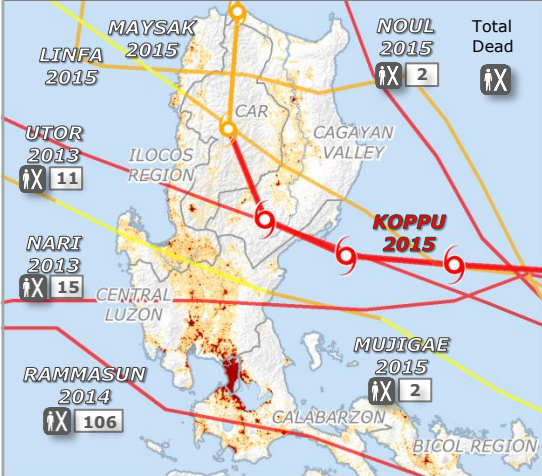 MAYSAK
2015
NOUL
2015
2
Total
Dead
LINFA
2015
CAR
CAGAYAN
VALLEY
UTOR
2013
11
ILOCOS
REGION
KOPPU
2015
NARI
2013
15
CENTRAL
LUZON
MUJIGAE
2015
2
RAMMASUN
2014
106
CALABARZON
BICOL REGION